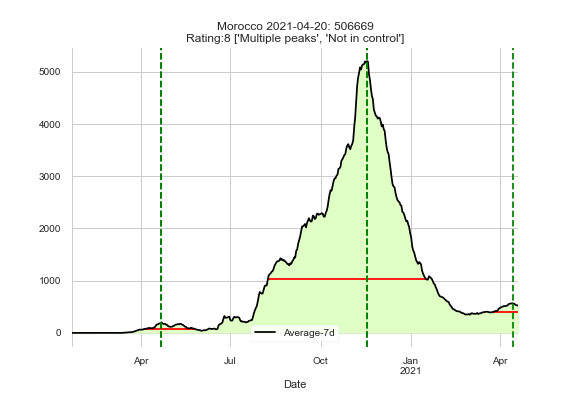 Morocco 2021-04-20: 506669
Rating:8 ['Multiple peaks', 'Not in control']
5000
4000
3000
2000
1000
0
Average-7d
Apr
Jul
Oct
Jan
2021
Apr
Date